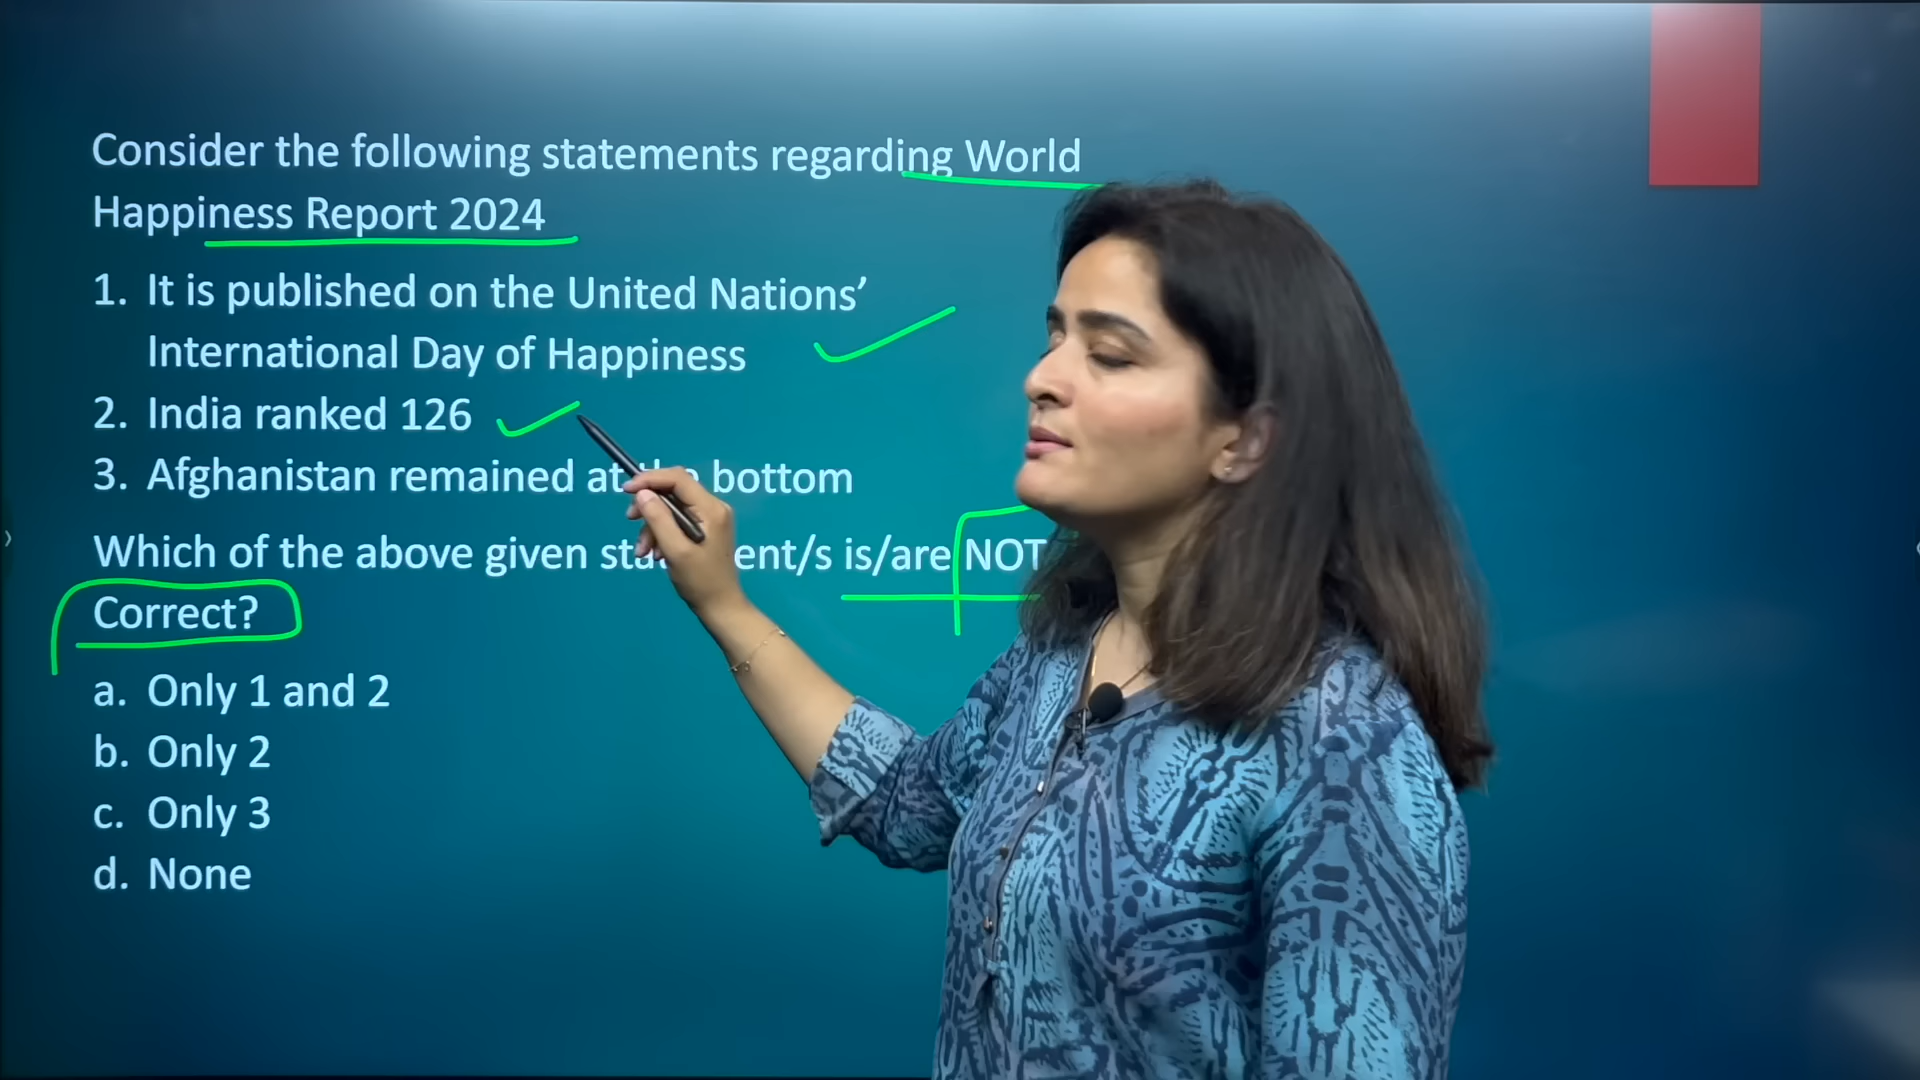 Consider the following statements regarding World
Happiness Report 2024
1. It is published on the United Nations’
International Day of Happiness
2. India ranked 126
3. Afghanistan remained at the bottom
Which of the above given ent/s is/are NOT
Correct?
a. Only 1 and 2
b. Only 2
c. Only 3
d. None